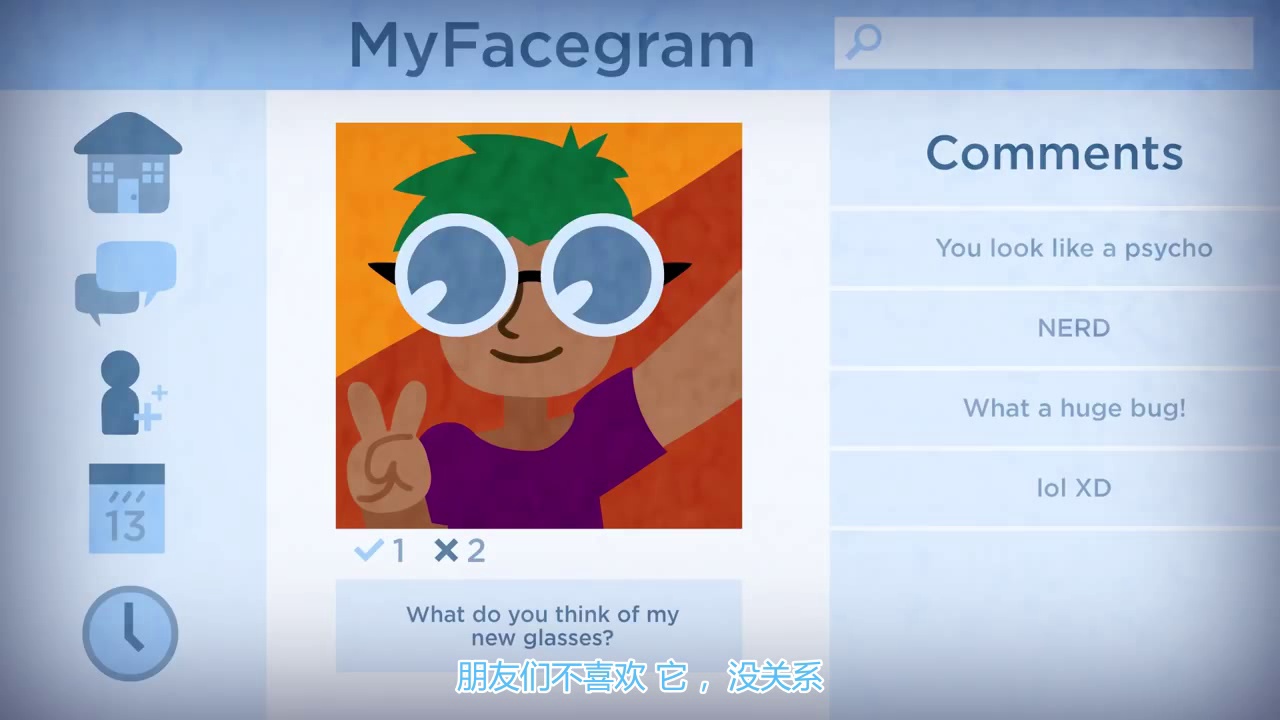 MyFacegram
Comments
You look like a psycho
NERD
What a huge bug!
lol XD
13
1 2
What do you think of my
new glasses?
朋友们不喜欢 它 ，没关系